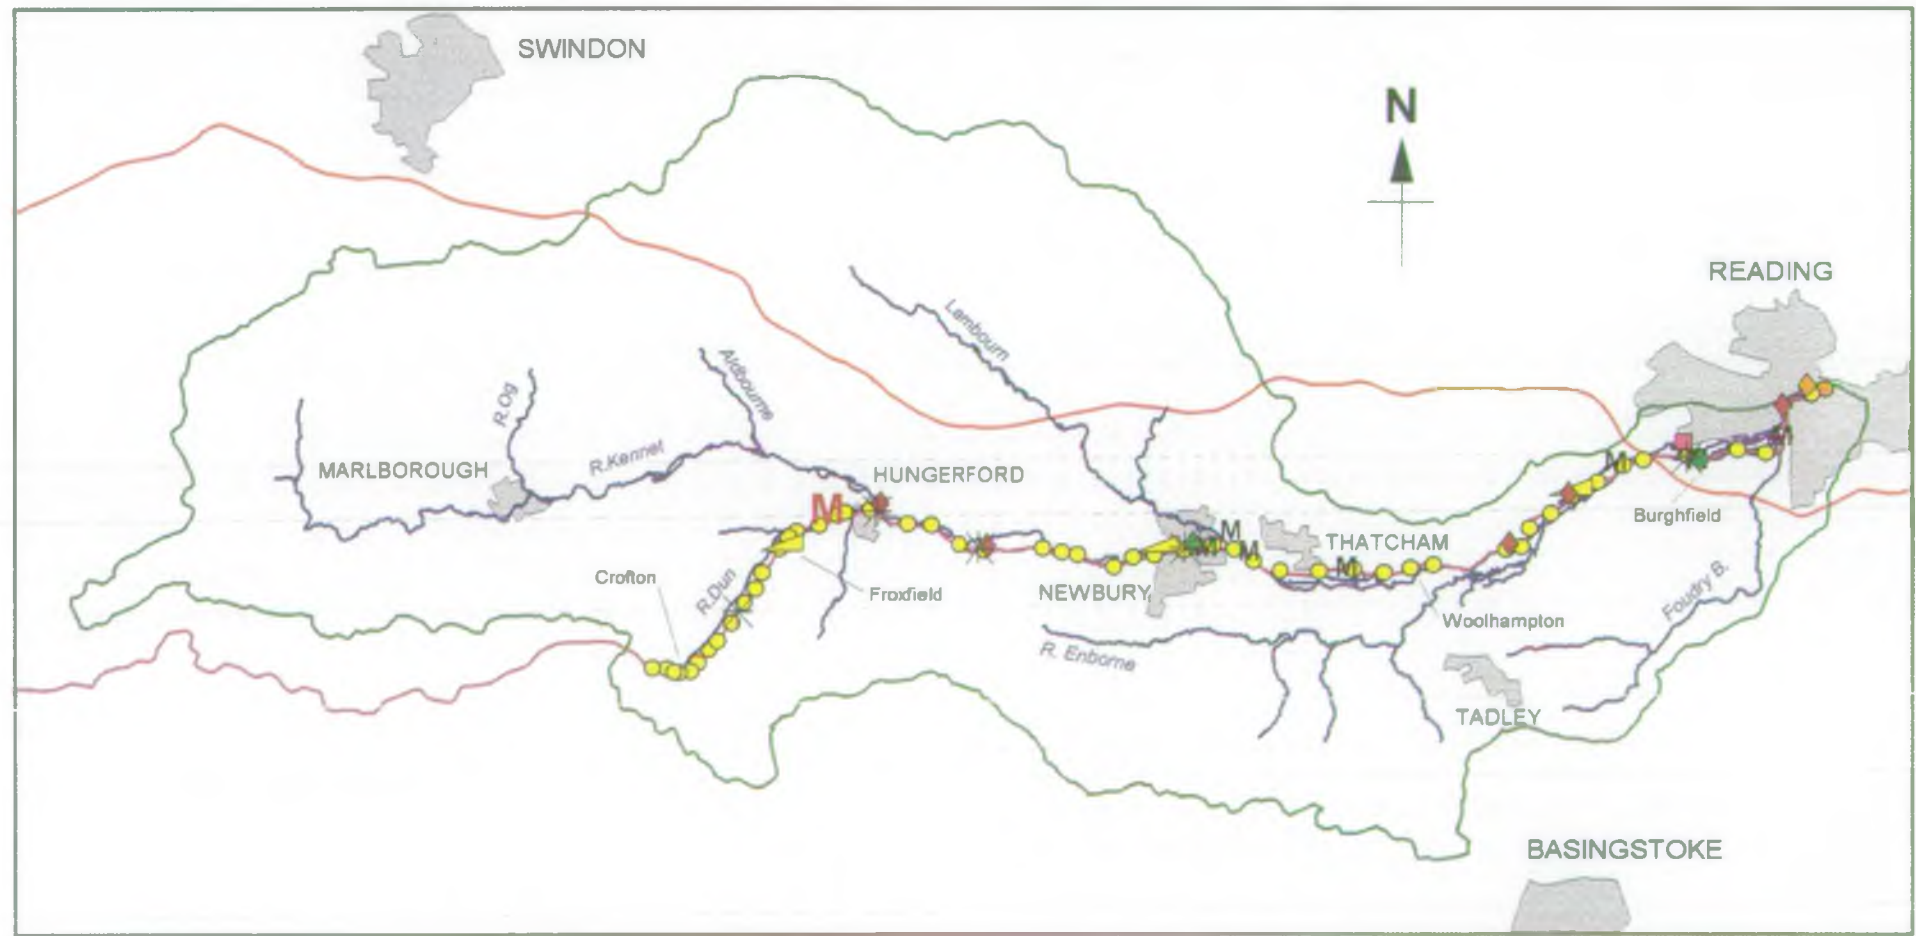 SWINDON
N
READING
Lambourn
Aldbourne
R.Og
R.Kennet
MARLBOROUGH
HUNGERFORD
M
M
Burghfield
M
THATCHAM
M
M
M
M
Crofton
R.Dun
Froxfield
NEWBURY
Woolhampton
Foudry B.
R. Enborne
TADLEY
BASINGSTOKE